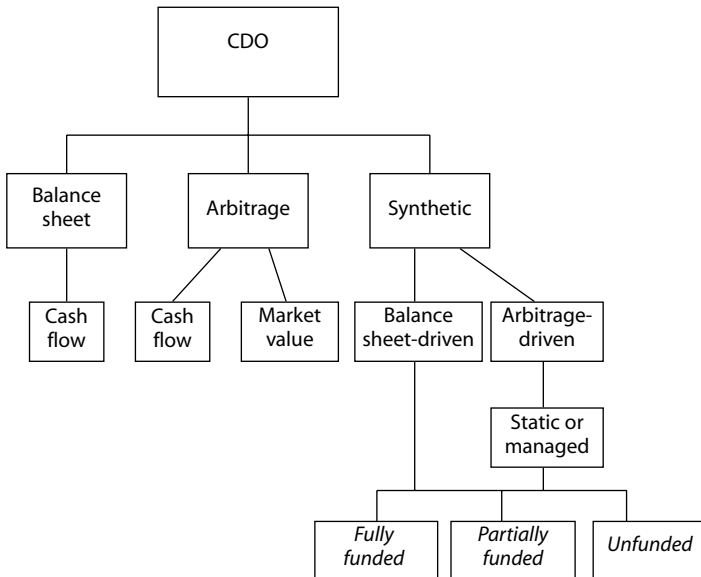 CDO
Balance
sheet
Arbitrage
Synthetic
Cash
flow
Cash
flow
Market
value
Balance
sheet-driven
Arbitrage-
driven
Static or
managed
Fully
funded
Partially
funded
Unfunded